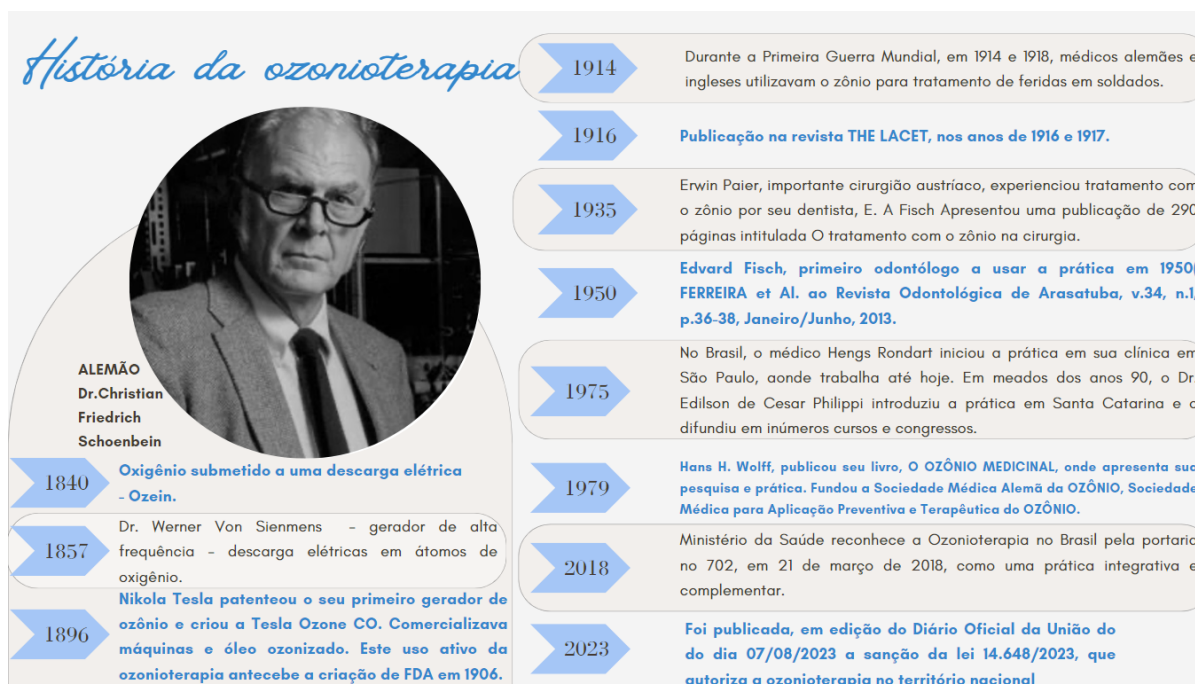 História da ozonioterapia
ALEMÃO
Dr.Christian
Friedrich
Schoenbein
1840
Oxigênio submetido a uma descarga elétrica
- Ozein.
1857
Dr. Werner Von Sienmens – gerador de alta
frequência – descarga elétricas em átomos de
oxigênio.
1896
Nikola Tesla patenteou o seu primeiro gerador de
ozônio e criou a Tesla Ozone CO. Comercializava
máquinas e óleo ozonizado. Este uso ativo da
ozonioterapia antecebe a criação de FDA em 1906.
1914
Durante a Primeira Guerra Mundial, em 1914 e 1918, médicos alemães e
ingleses utilizavam o zônio para tratamento de feridas em soldados.
1916
Publicação na revista THE LACET, nos anos de 1916 e 1917.
1935
Erwin Paier, importante cirurgião austríaco, experienciou tratamento com
o zônio por seu dentista, E. A Fisch Apresentou uma publicação de 290
páginas intitulada O tratamento com o zônio na cirurgia.
1950
Edvard Fisch, primeiro odontólogo a usar a prática em 1950(
FERREIRA et Al. ao Revista Odontológica de Arasatuba, v.34, n.1,
p.36-38, Janeiro/Junho, 2013.
1975
No Brasil, o médico Hengs Rondart iniciou a prática em sua clínica em
São Paulo, aonde trabalha até hoje. Em meados dos anos 90, o Dr.
Edilson de Cesar Philippi introduziu a prática em Santa Catarina e a
difundiu em inúmeros cursos e congressos.
1979
Hans H. Wolff, publicou seu livro, O OZÔNIO MEDICINAL, onde apresenta sua
pesquisa e prática. Fundou a Sociedade Médica Alemã da OZÔNIO, Sociedade
Médica para Aplicação Preventiva e Terapêutica do OZÔNIO.
2018
Ministério da Saúde reconhece a Ozonioterapia no Brasil pela portaria
no 702, em 21 de março de 2018, como uma prática integrativa e
complementar.
2023
Foi publicada, em edição do Diário Oficial da União do
do dia 07/08/2023 a sanção da lei 14.648/2023, que
autoriza a ozonioterapia no território nacional